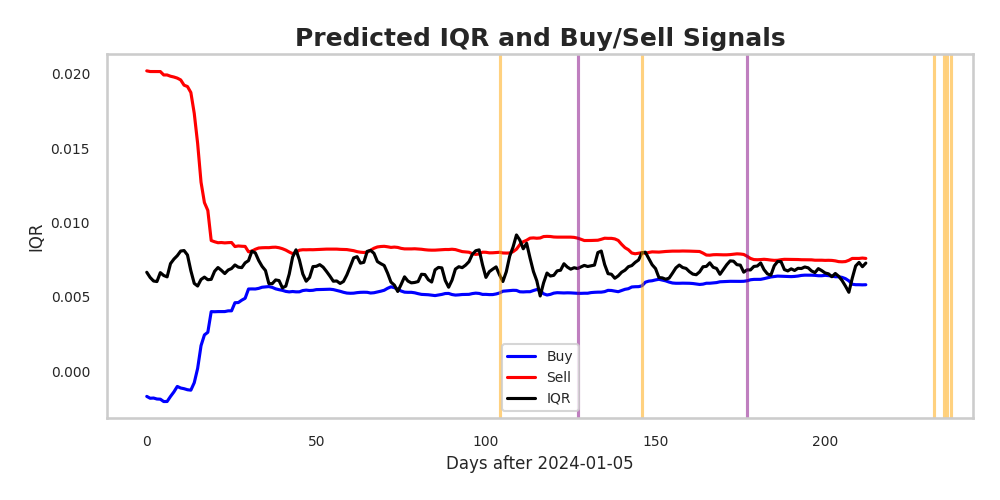 Predicted IQR and Buy/Sell Signals
IQR
0.020
0.015
0.010
0.005
0.000
Buy
Sell
IQR
0
50
100
150
200
Days after 2024-01-05